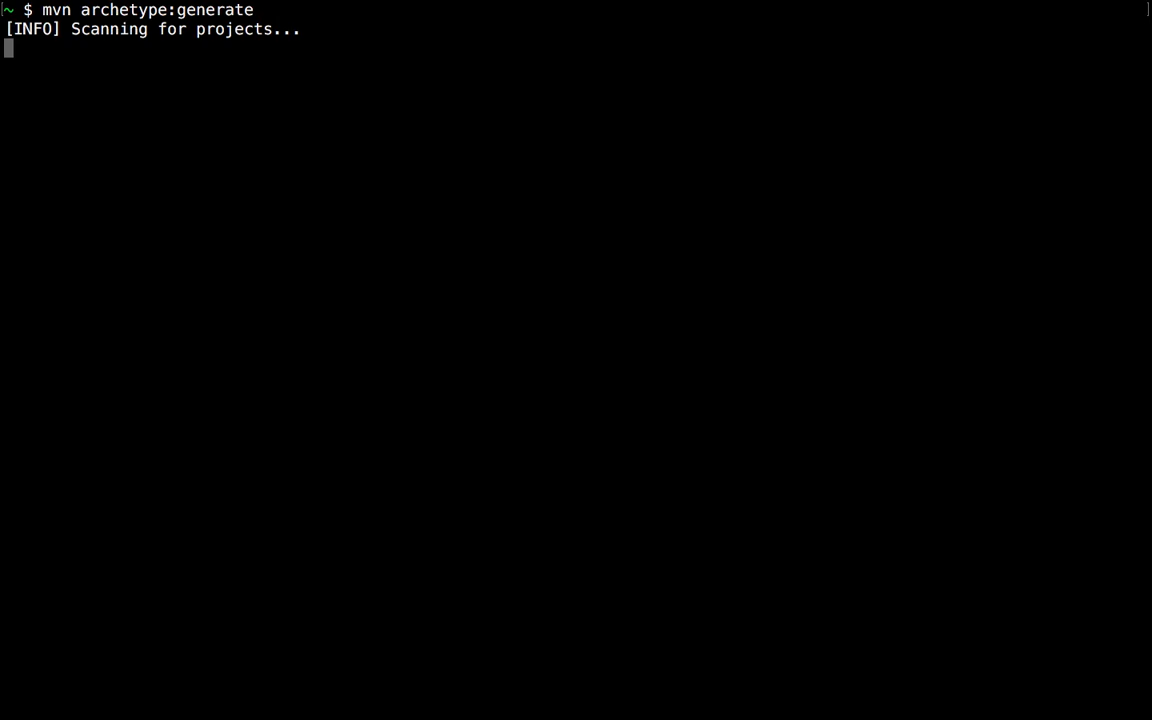 [~ $ mvn archetype:generate ]
[INFO] Scanning for projects...